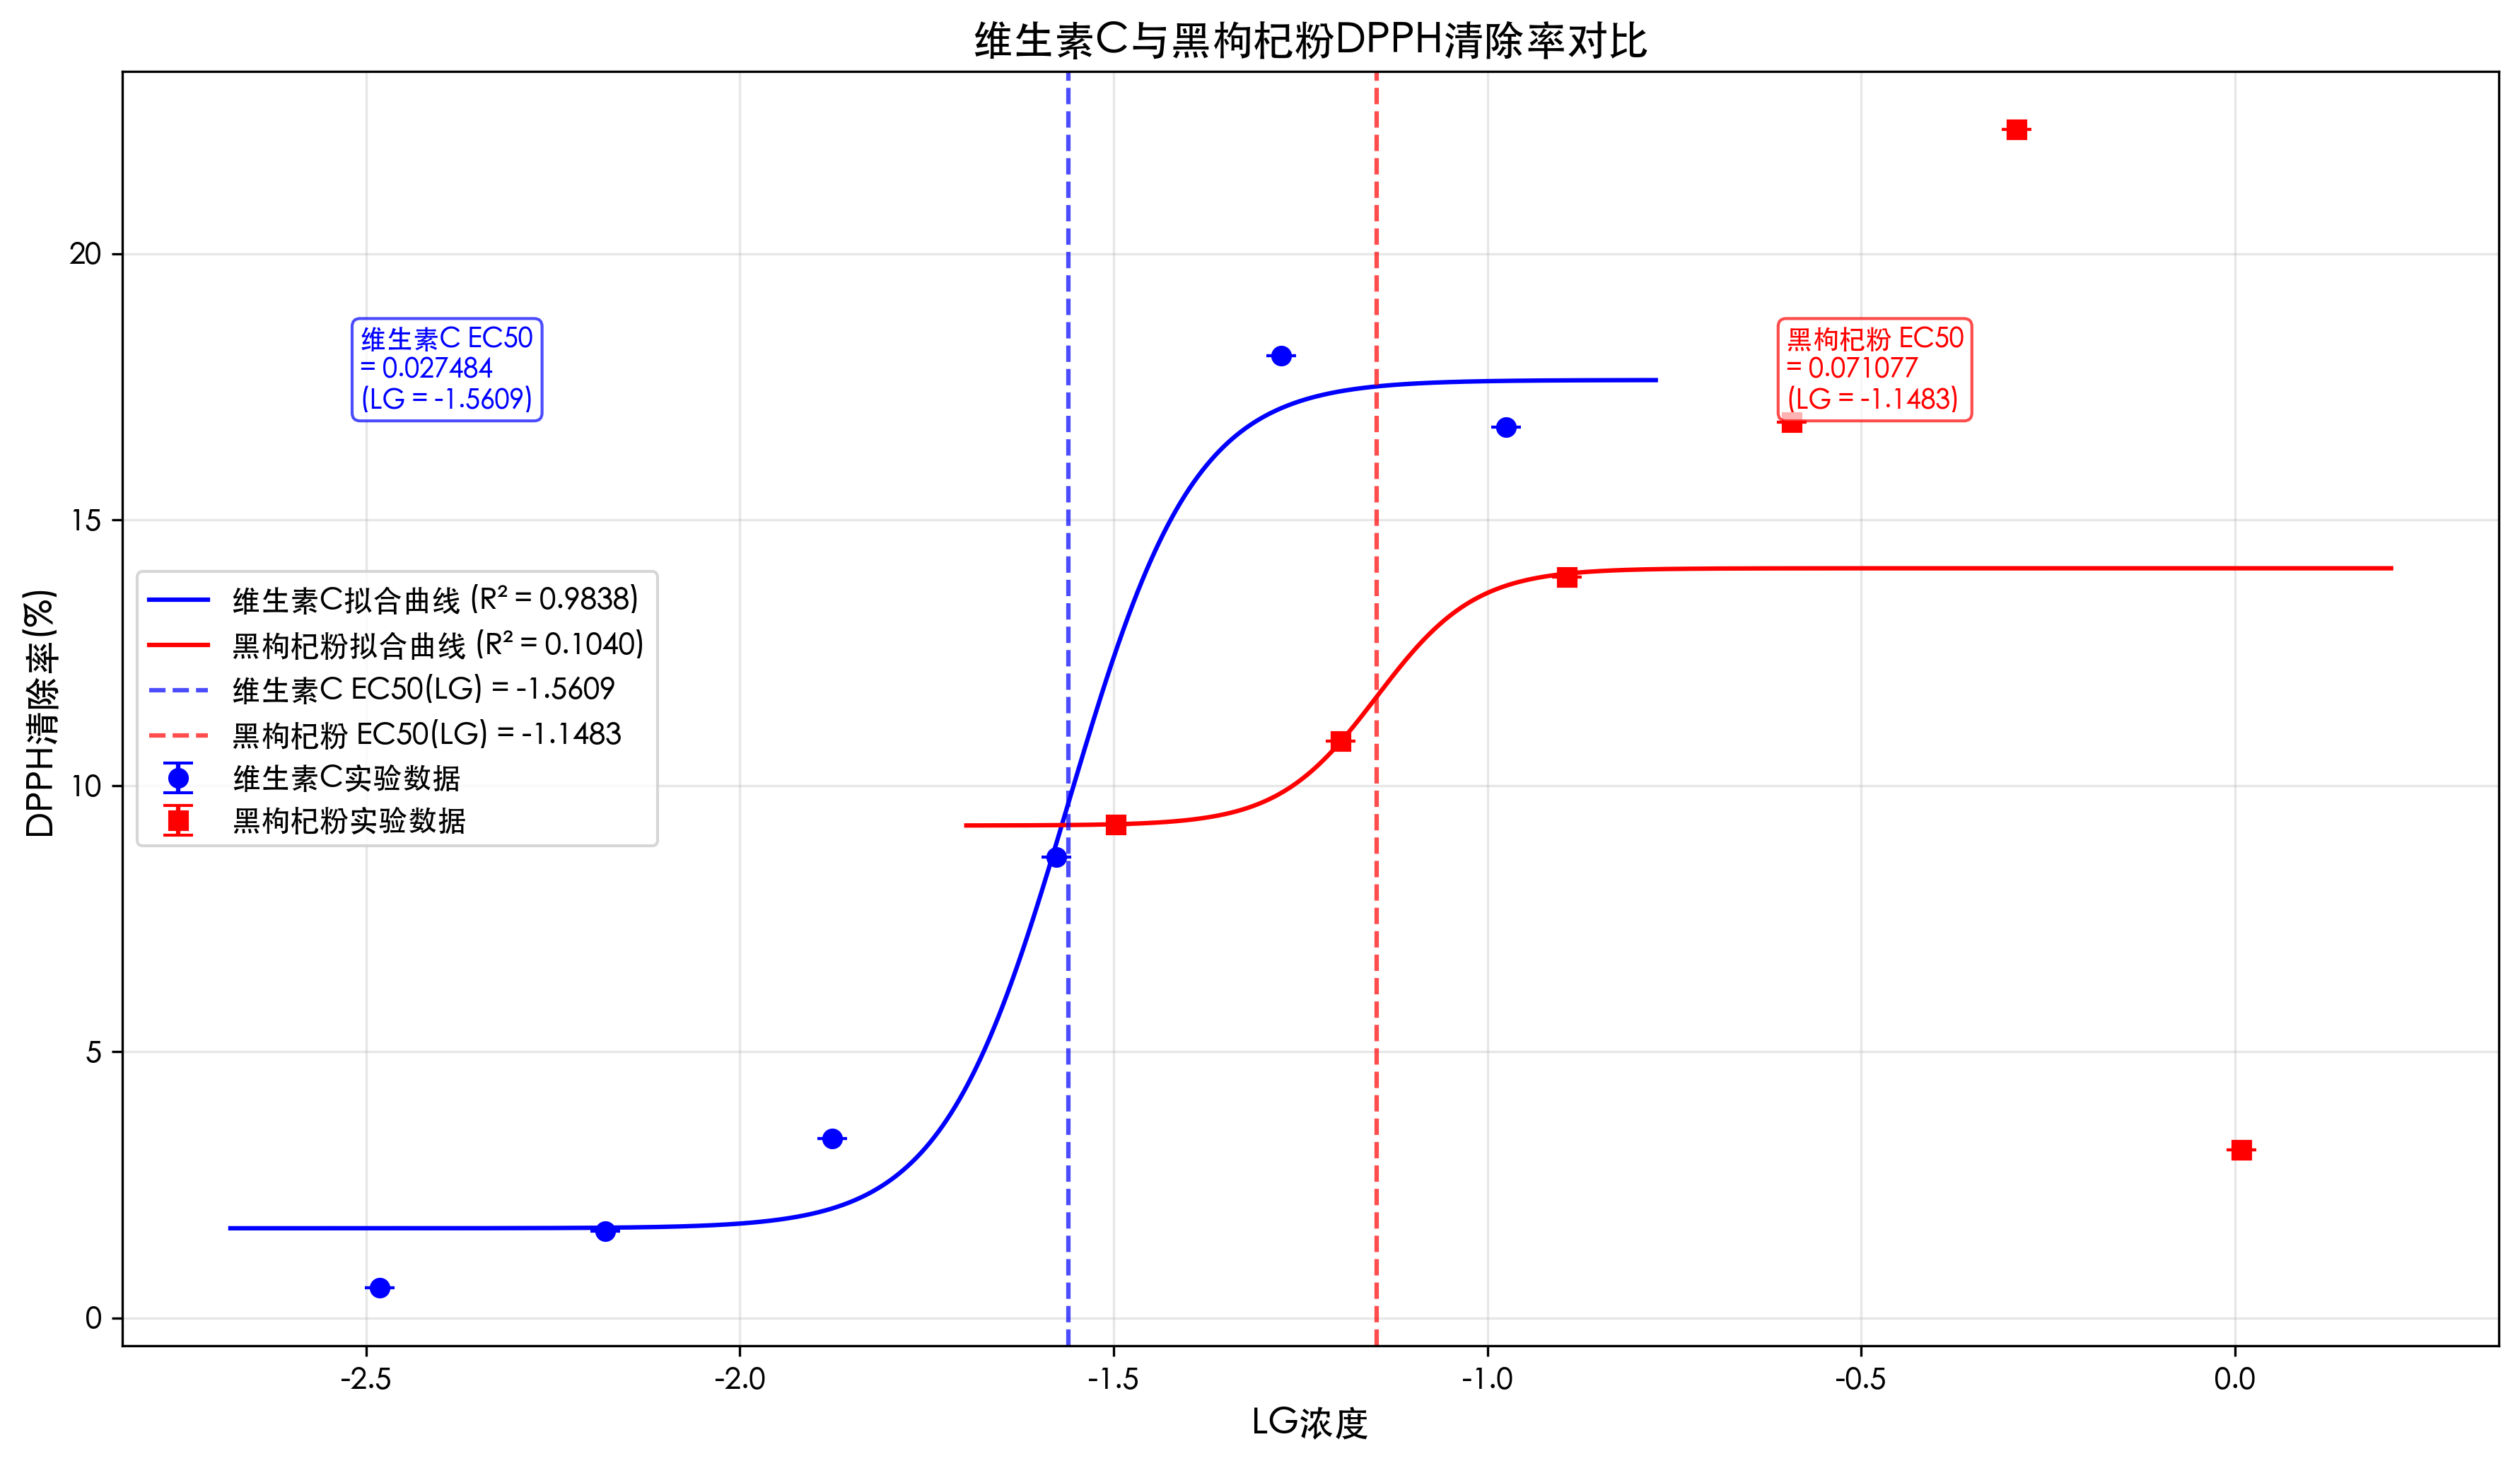 维生素C与黑枸杞粉DPPH清除率对比
DPPH清除率(%)
20
15
10
5
0
维生素C EC50
= 0.027484
(LG = -1.5609)
黑枸杞粉 EC50
= 0.071077
(LG = -1.1483)
维生素C拟合曲线 (R² = 0.9838)
黑枸杞粉拟合曲线 (R² = 0.1040)
维生素C EC50(LG) = -1.5609
黑枸杞粉 EC50(LG) = -1.1483
维生素C实验数据
黑枸杞粉实验数据
-2.5
-2.0
-1.5
-1.0
-0.5
0.0
LG浓度